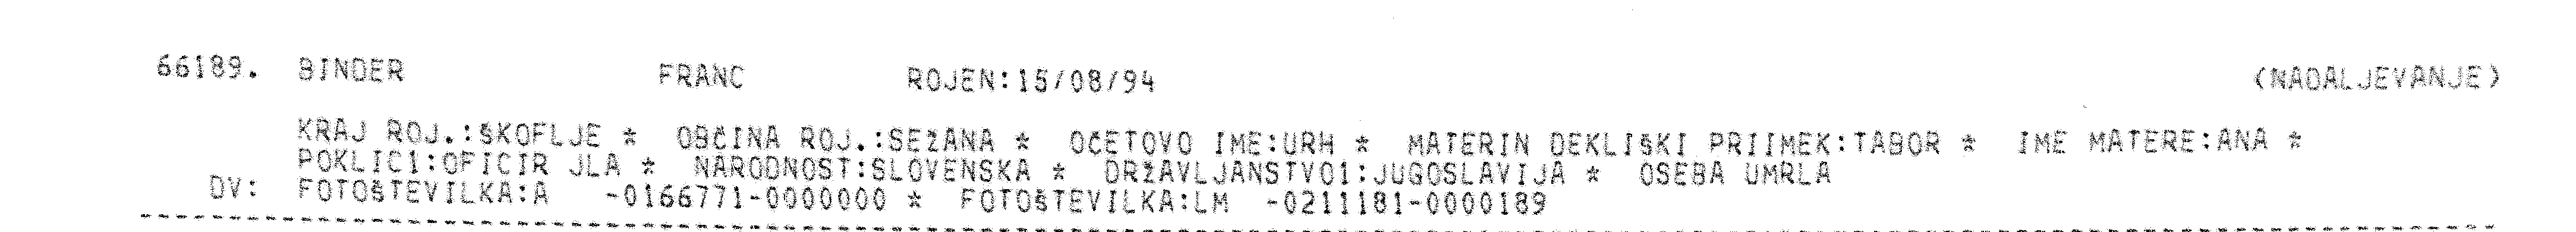 66189. BINDER FRANC ROJEN:15/08/94 (NADALJEVANJE)
KRAJ ROJ.:ŠKOFLJE * OBČINA ROJ.:SEŽANA * OČETOVO IME:URH * MATERIN DEKLIŠKI PRIIMEK:TABOR * IME MATERE:ANA *
POKLIC1:OFICIR JLA * NARODNOST:SLOVENSKA * DRŽAVLJANSTVO1:JUGOSLAVIJA * OSEBA UMRLA
DV: FOTOŠTEVILKA:A -0166771-0000000 * FOTOŠTEVILKA:LM -0211181-0000189